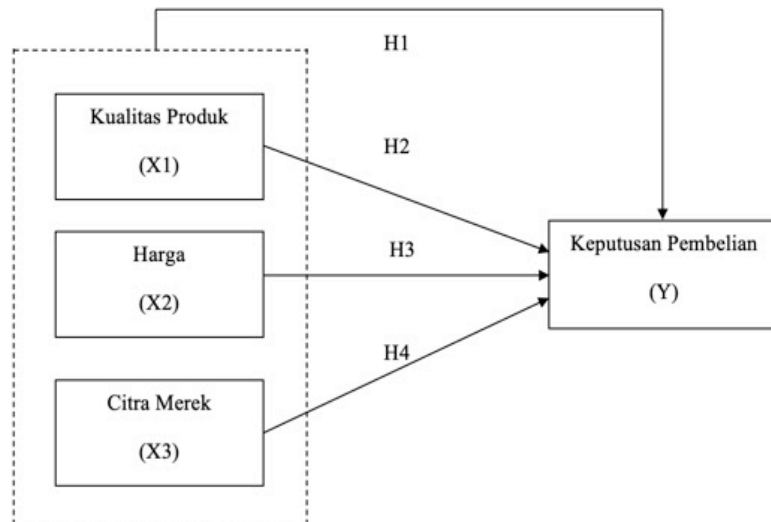 H1
Kualitas Produk
(X1)
H2
Harga
(X2)
H3
Keputusan Pembelian
(Y)
H4
Citra Merek
(X3)